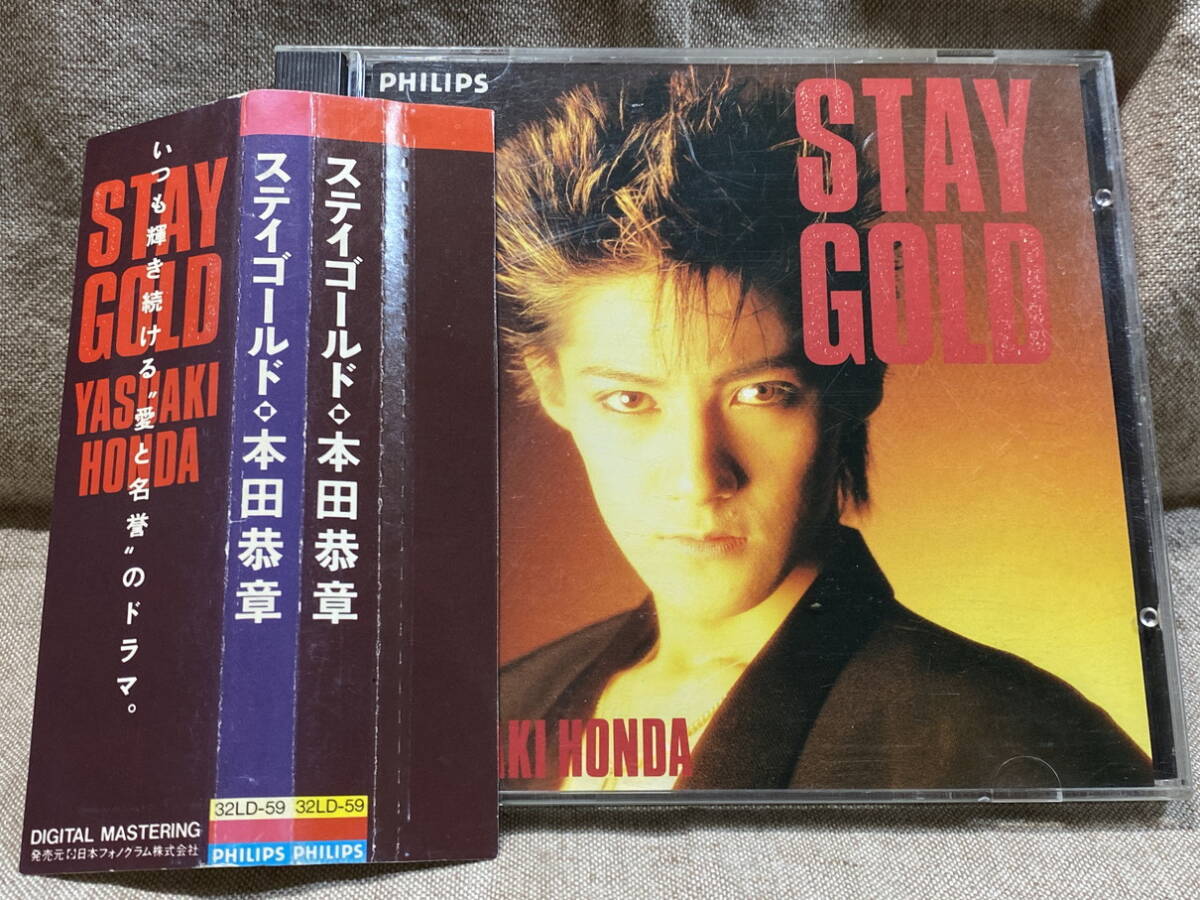 STAY
GOLD
YASUAKI
HONDA
いつも輝き続ける"愛と名誉"のドラマ。
DIGITAL MASTERING
発売元 日本フォノグラム株式会社
ステイゴールド 本田恭章
32LD-59
PHILIPS
ステイゴールド 本田恭章
32LD-59
PHILIPS
PHILIPS
STAY
GOLD
AKI HONDA